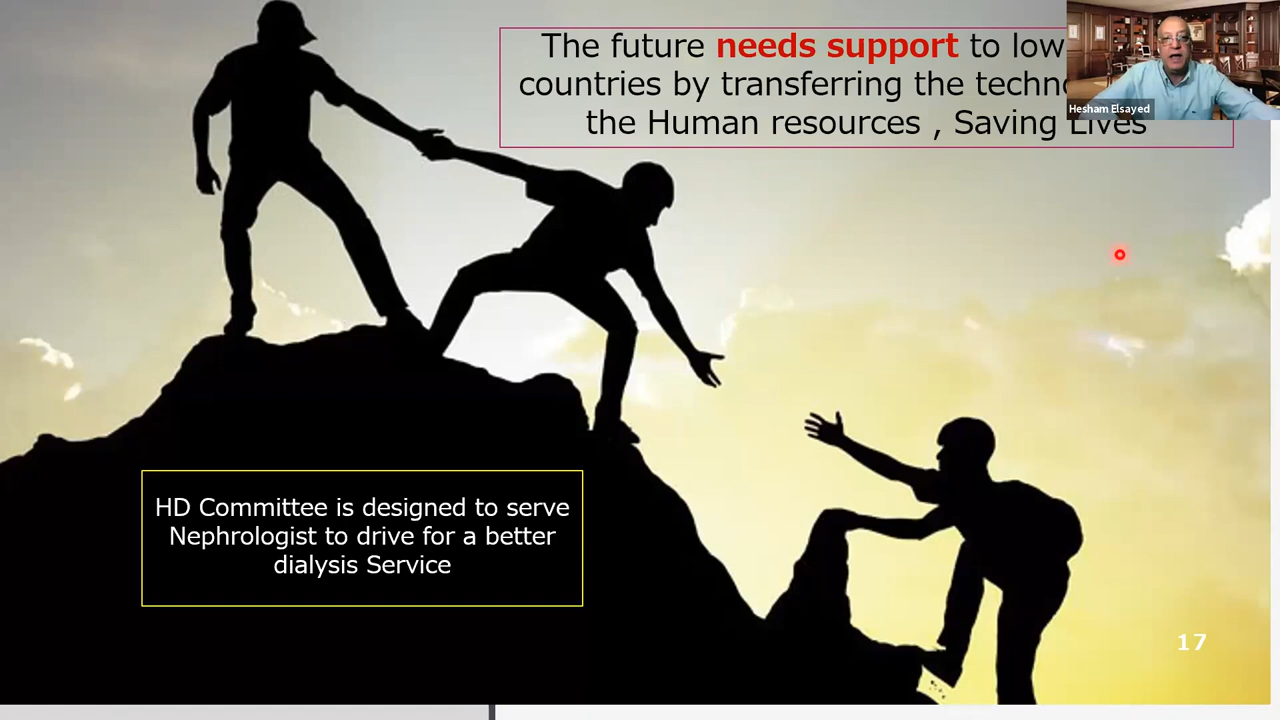 The future needs support to low
countries by transferring the
the Human resources , Saving Lives
Hesham Elsayed
HD Committee is designed to serve
Nephrologist to drive for a better
dialysis Service
17